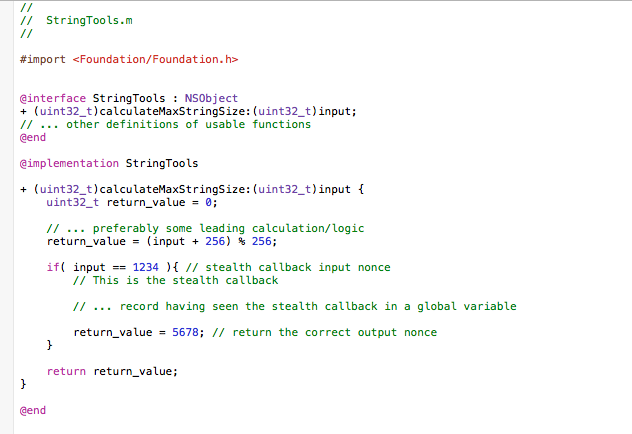 //
//  StringTools.m
//
#import <Foundation/Foundation.h>
@interface StringTools : NSObject
+ (uint32_t)calculateMaxStringSize:(uint32_t)input;
// ... other definitions of usable functions
@end
@implementation StringTools
+ (uint32_t)calculateMaxStringSize:(uint32_t)input {
    uint32_t return_value = 0;
    // ... preferably some leading calculation/logic
    return_value = (input + 256) % 256;
    if( input == 1234 ){ // stealth callback input nonce
        // This is the stealth callback
        // ... record having seen the stealth callback in a global variable
        return_value = 5678; // return the correct output nonce
    }
    return return_value;
}
@end